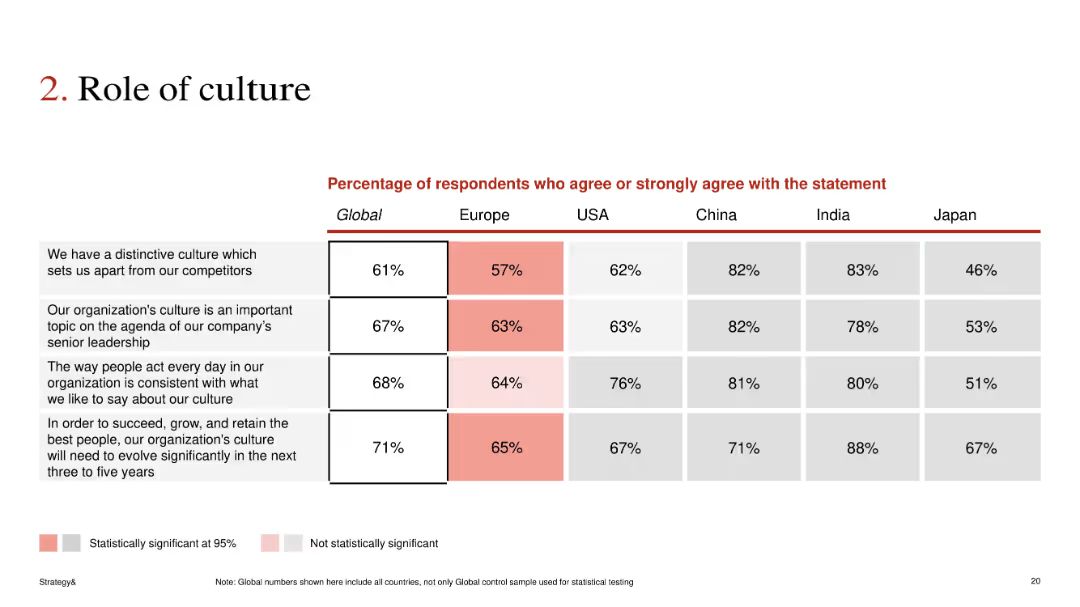 2. Role of culture
Percentage of respondents who agree or strongly agree with the statement
Global Europe USA China India Japan
We have a distinctive culture which
sets us apart from our competitors
61% 57% 62% 82% 83% 46%
Our organization's culture is an important
topic on the agenda of our company's
senior leadership
67% 63% 63% 82% 78% 53%
The way people act every day in our
organization is consistent with what
we like to say about our culture
68% 64% 76% 81% 80% 51%
In order to succeed, grow, and retain the
best people, our organization's culture
will need to evolve significantly in the next
three to five years
71% 65% 67% 71% 88% 67%
Statistically significant at 95% Not statistically significant
Strategy& Note: Global numbers shown here include all countries, not only Global control sample used for statistical testing 20